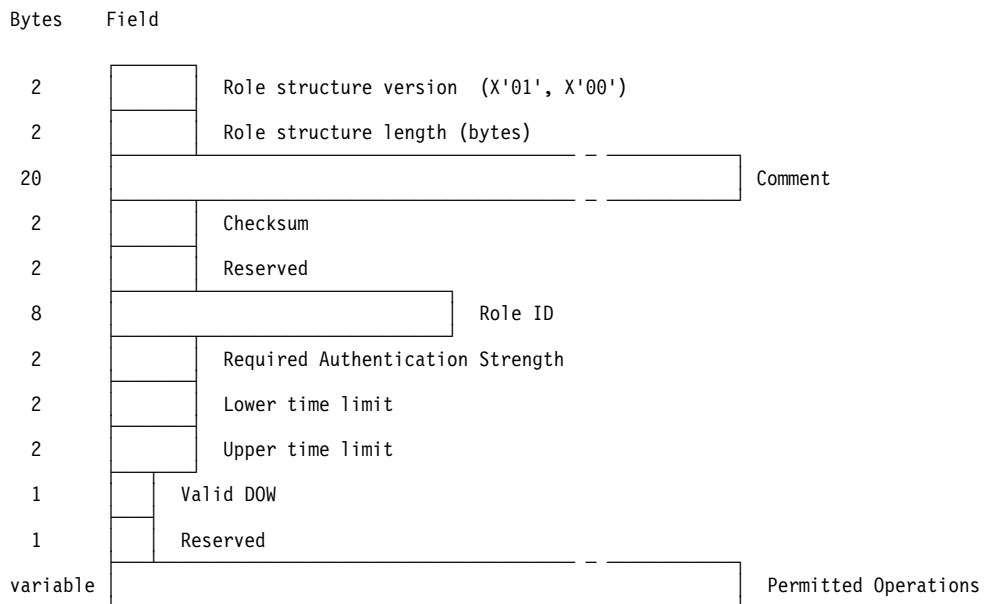 Bytes Field
2 Role structure version (X'01', X'00')
2 Role structure length (bytes)
20 Comment
2 Checksum
2 Reserved
8 Role ID
2 Required Authentication Strength
2 Lower time limit
2 Upper time limit
1 Valid DOW
1 Reserved
variable Permitted Operations